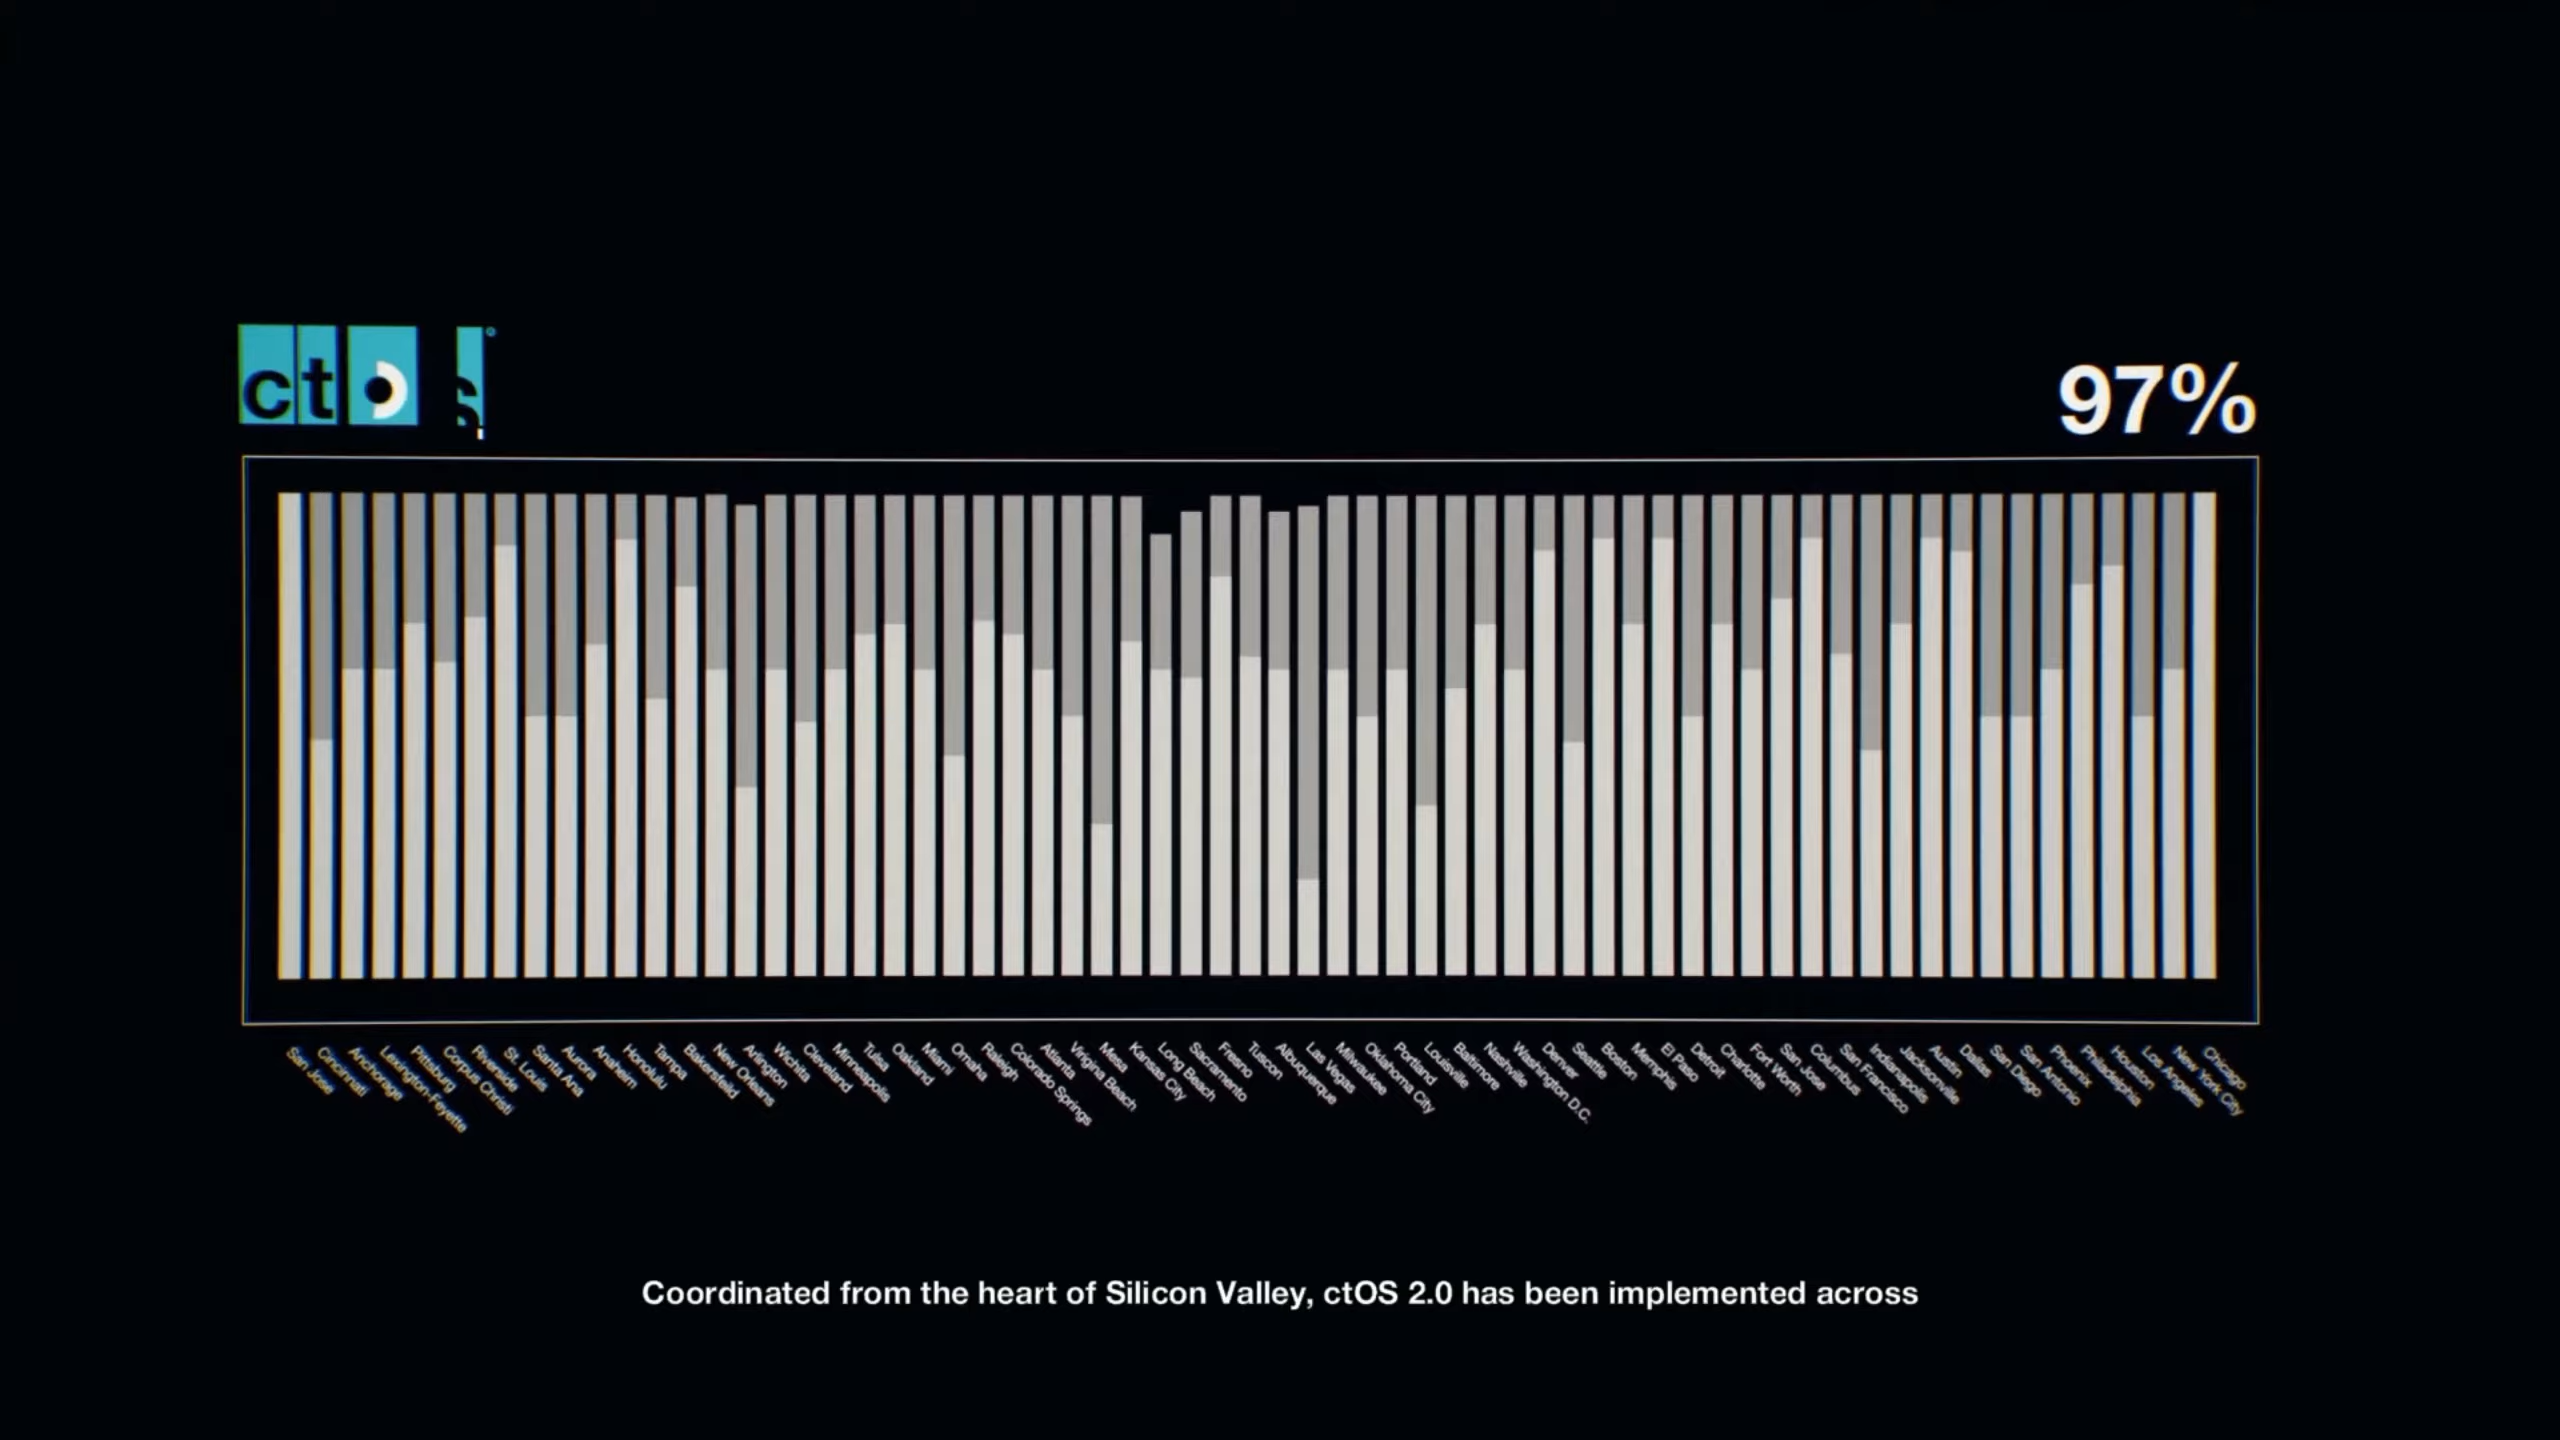 ctos
97%
San Jose
Cincinnati
Anchorage
Lexington-Feyette
Pittsburg
Corpus Christi
Riverside
St. Louis
Santa Ana
Aurora
Anaheim
Honolulu
Tampa
Bakersfeild
New Orleans
Arlington
Wichita
Cleveland
Minneapolis
Tulsa
Oakland
Miami
Omaha
Raleigh
Colorado Springs
Atlanta
Virginia Beach
Mesa
Kansas City
Long Beach
Sacramento
Fresno
Tucson
Albuquerque
Las Vegas
Milwaukee
Oklahoma City
Portland
Louisville
Baltimore
Nashville
Washington D.C.
Denver
Seattle
Boston
Memphis
El Paso
Detroit
Charlotte
Fort Worth
San Jose
Columbus
San Francisco
Indianapolis
Jacksonville
Austin
Dallas
San Diego
San Antonio
Phoenix
Philadelphia
Houston
Los Angeles
New York City
Chicago
Coordinated from the heart of Silicon Valley, ctOS 2.0 has been implemented across